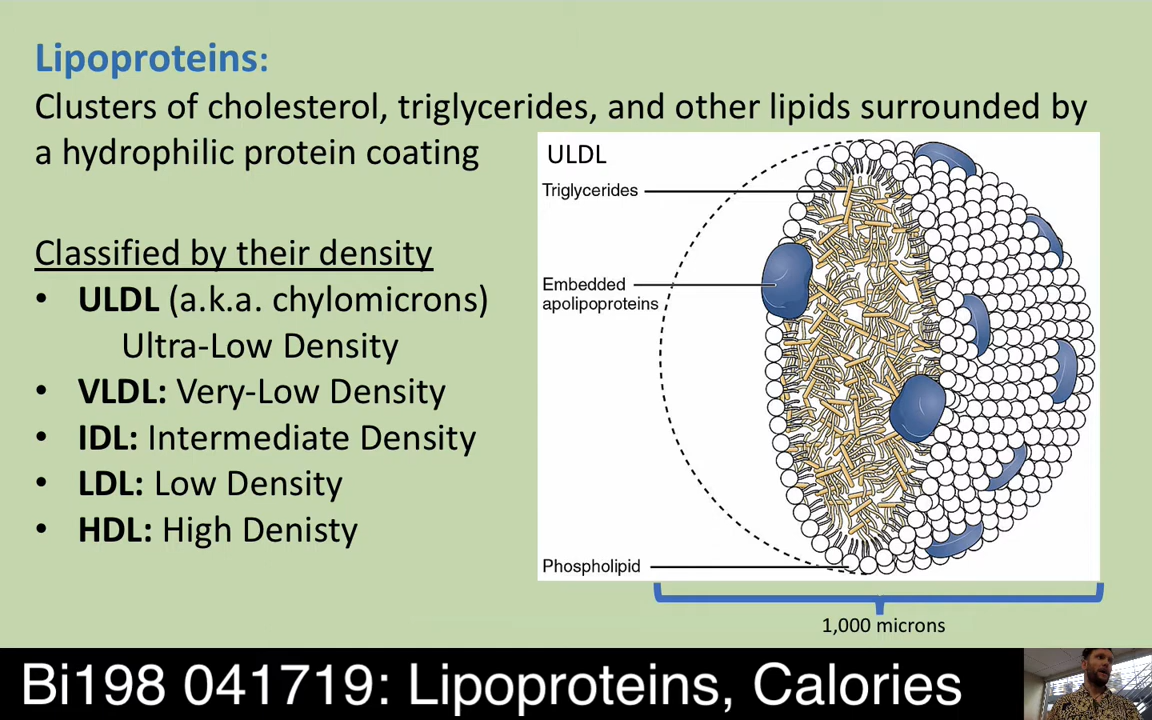 Lipoproteins:
Clusters of cholesterol, triglycerides, and other lipids surrounded by
a hydrophilic protein coating
Classified by their density
• ULDL (a.k.a. chylomicrons)
Ultra-Low Density
• VLDL: Very-Low Density
• IDL: Intermediate Density
• LDL: Low Density
• HDL: High Denisty
ULDL
Triglycerides
Embedded
apolipoproteins
Phospholipid
1,000 microns
Bi198 041719: Lipoproteins, Calories